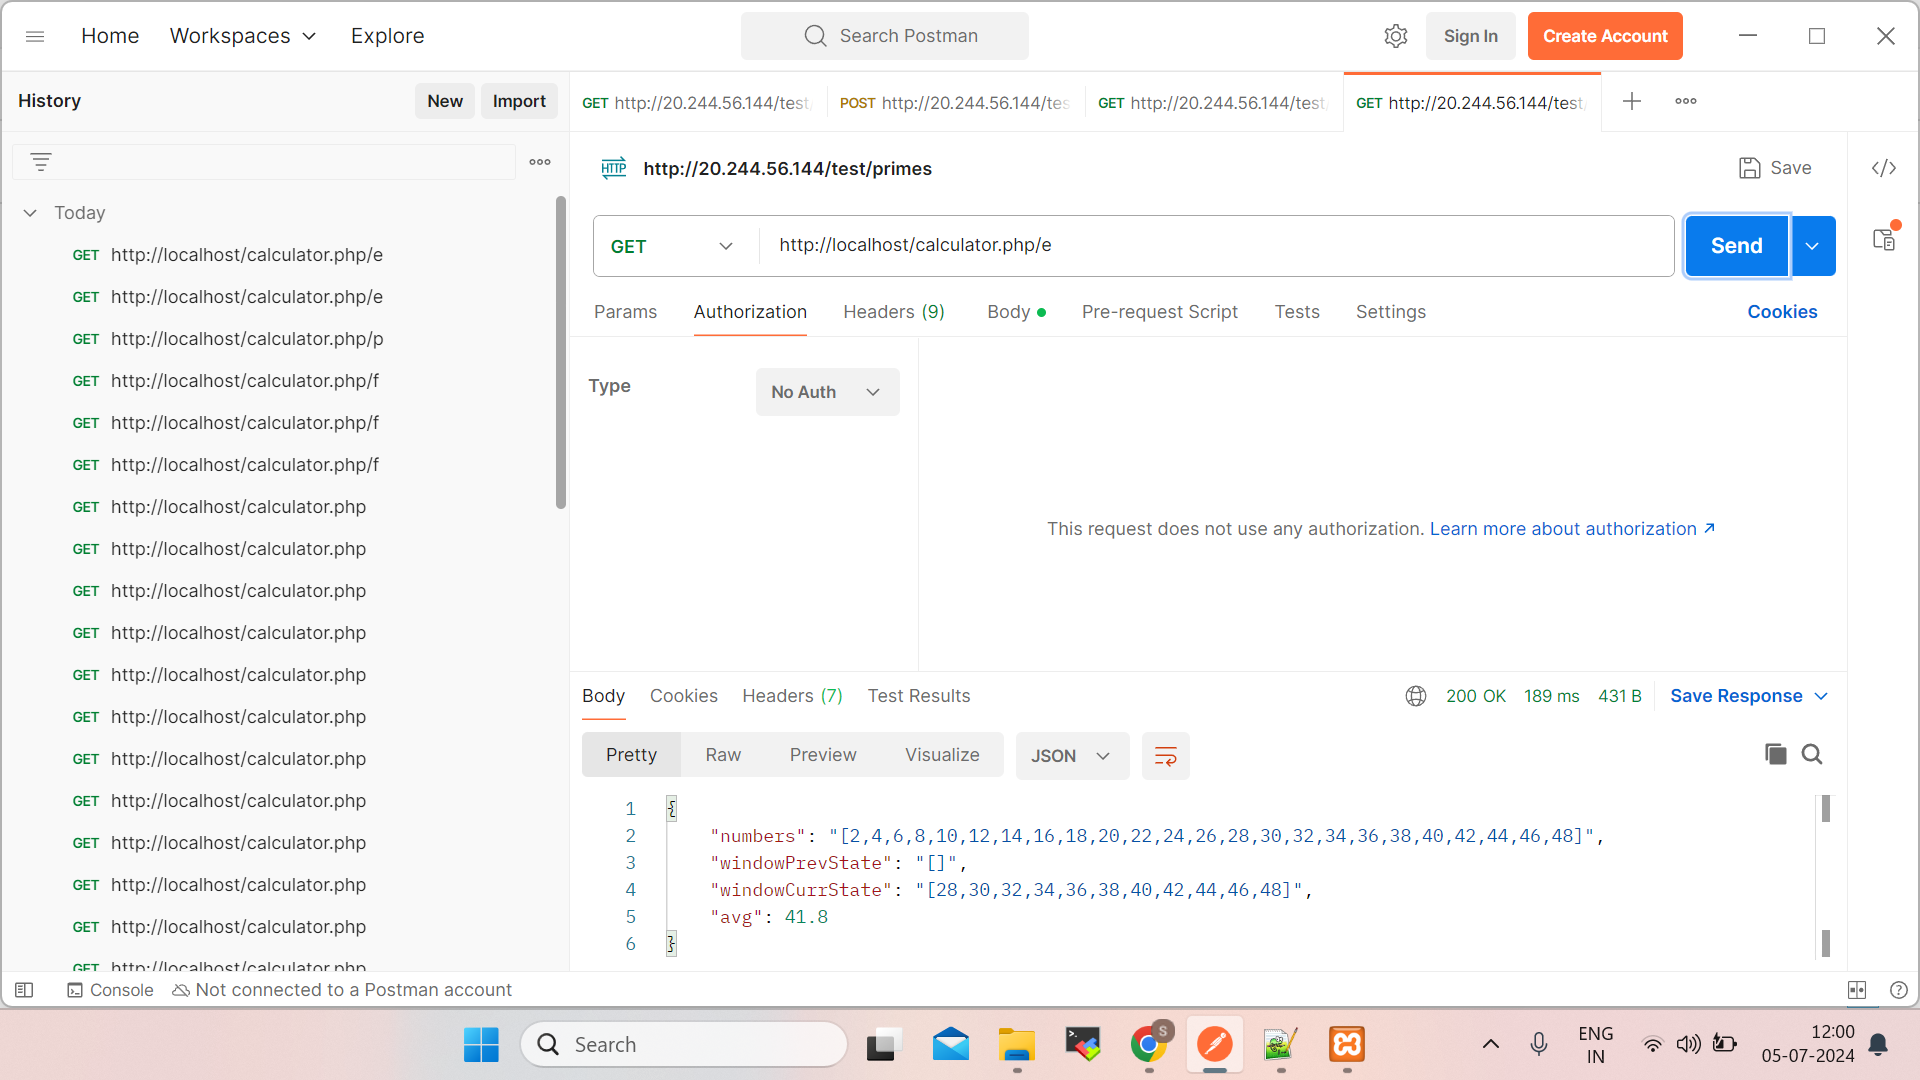 Home
Workspaces
Explore
Search Postman
Sign In
Create Account
History
New
Import
GET http://20.244.56.144/test
POST http://20.244.56.144/tes
GET http://20.244.56.144/test
GET http://20.244.56.144/test
HTTP
http://20.244.56.144/test/primes
Save
Today
GET http://localhost/calculator.php/e
GET http://localhost/calculator.php/e
GET http://localhost/calculator.php/p
GET http://localhost/calculator.php/f
GET http://localhost/calculator.php/f
GET http://localhost/calculator.php/f
GET http://localhost/calculator.php
GET http://localhost/calculator.php
GET http://localhost/calculator.php
GET http://localhost/calculator.php
GET http://localhost/calculator.php
GET http://localhost/calculator.php
GET http://localhost/calculator.php
GET http://localhost/calculator.php
GET http://localhost/calculator.php
GET http://localhost/calculator.php
GET http://localhost/calculator.php
GET http://localhost/calculator.php
GET
http://localhost/calculator.php/e
Send
Params
Authorization
Headers (9)
Body
Pre-request Script
Tests
Settings
Cookies
Type
No Auth
This request does not use any authorization. Learn more about authorization
Body
Cookies
Headers (7)
Test Results
200 OK
189 ms
431 B
Save Response
Pretty
Raw
Preview
Visualize
JSON
1 {
2 "numbers": "[2,4,6,8,10,12,14,16,18,20,22,24,26,28,30,32,34,36,38,40,42,44,46,48]",
3 "windowPrevState": "[]",
4 "windowCurrState": "[28,30,32,34,36,38,40,42,44,46,48]",
5 "avg": 41.8
6 }
Console
Not connected to a Postman account
Search
S
ENG
IN
12:00
05-07-2024